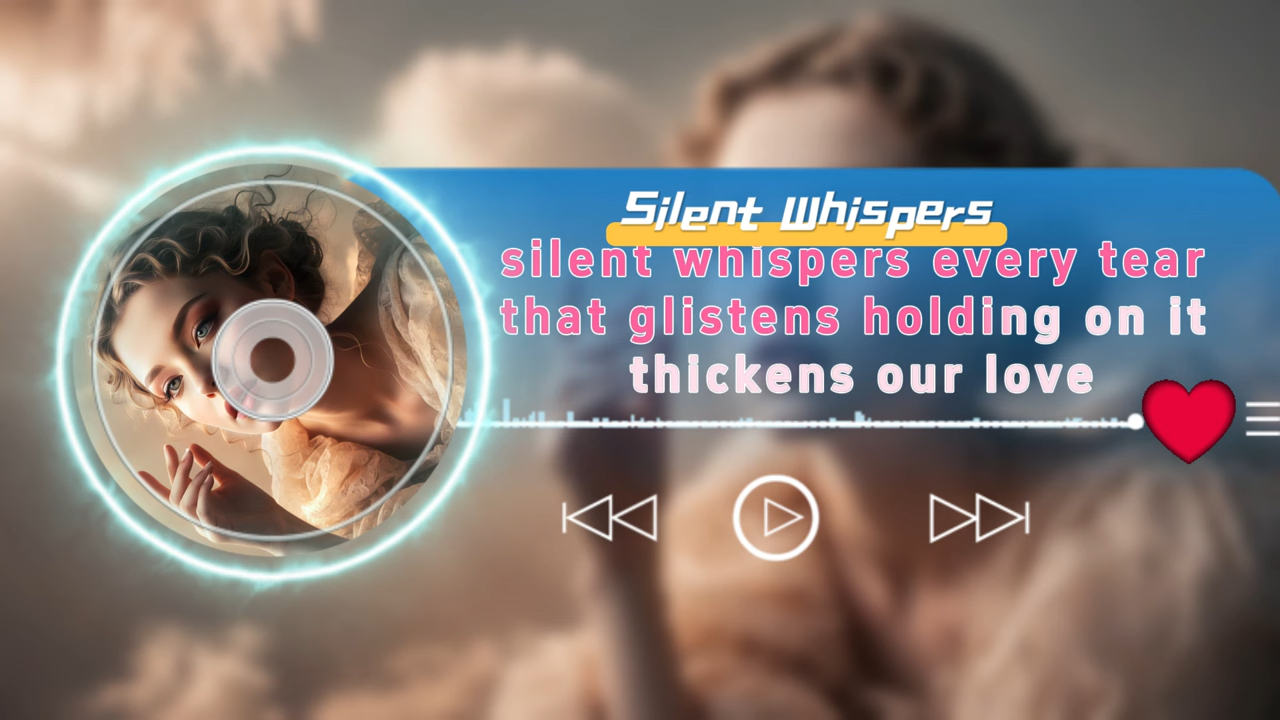 Silent Whispers
silent whispers every tear
that glistens holding on it
thickens our love